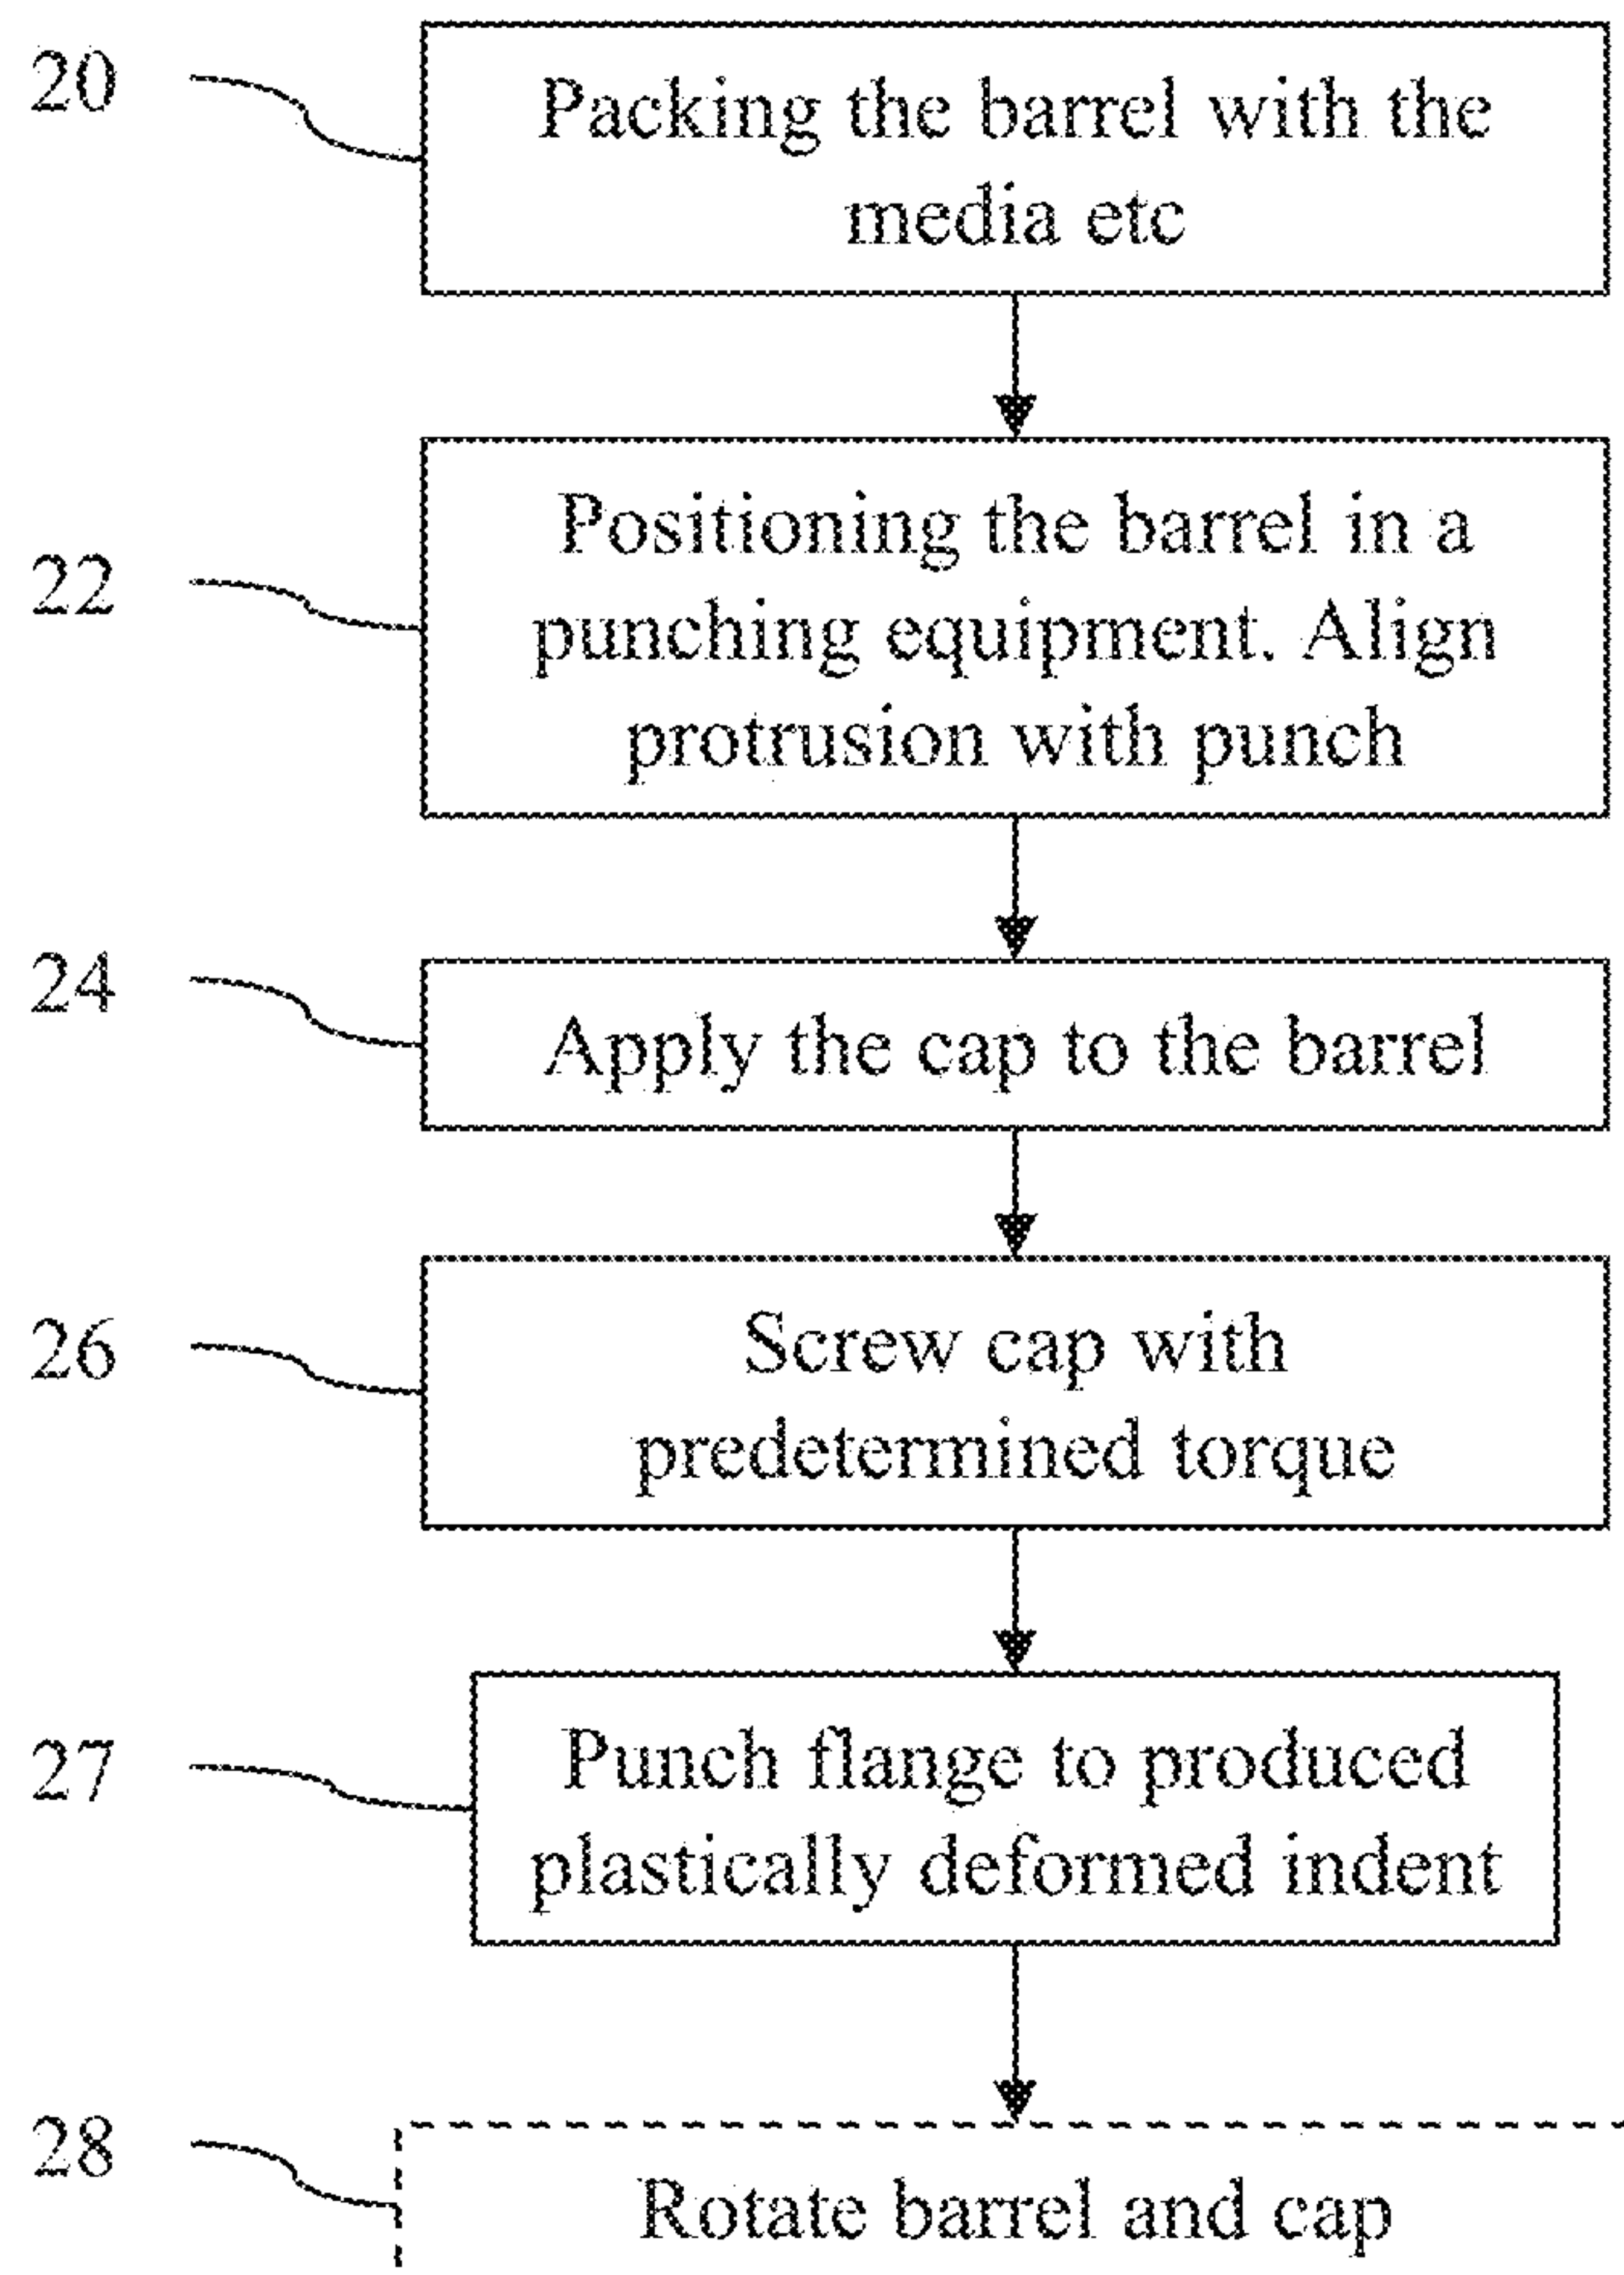 20
Packing the barrel with the
media etc
22
Positioning the barrel in a
punching equipment. Align
protrusion with punch
24
Apply the cap to the barrel
26
Screw cap with
predetermined torque
27
Punch flange to produced
plastically deformed indent
28
Rotate barrel and cap